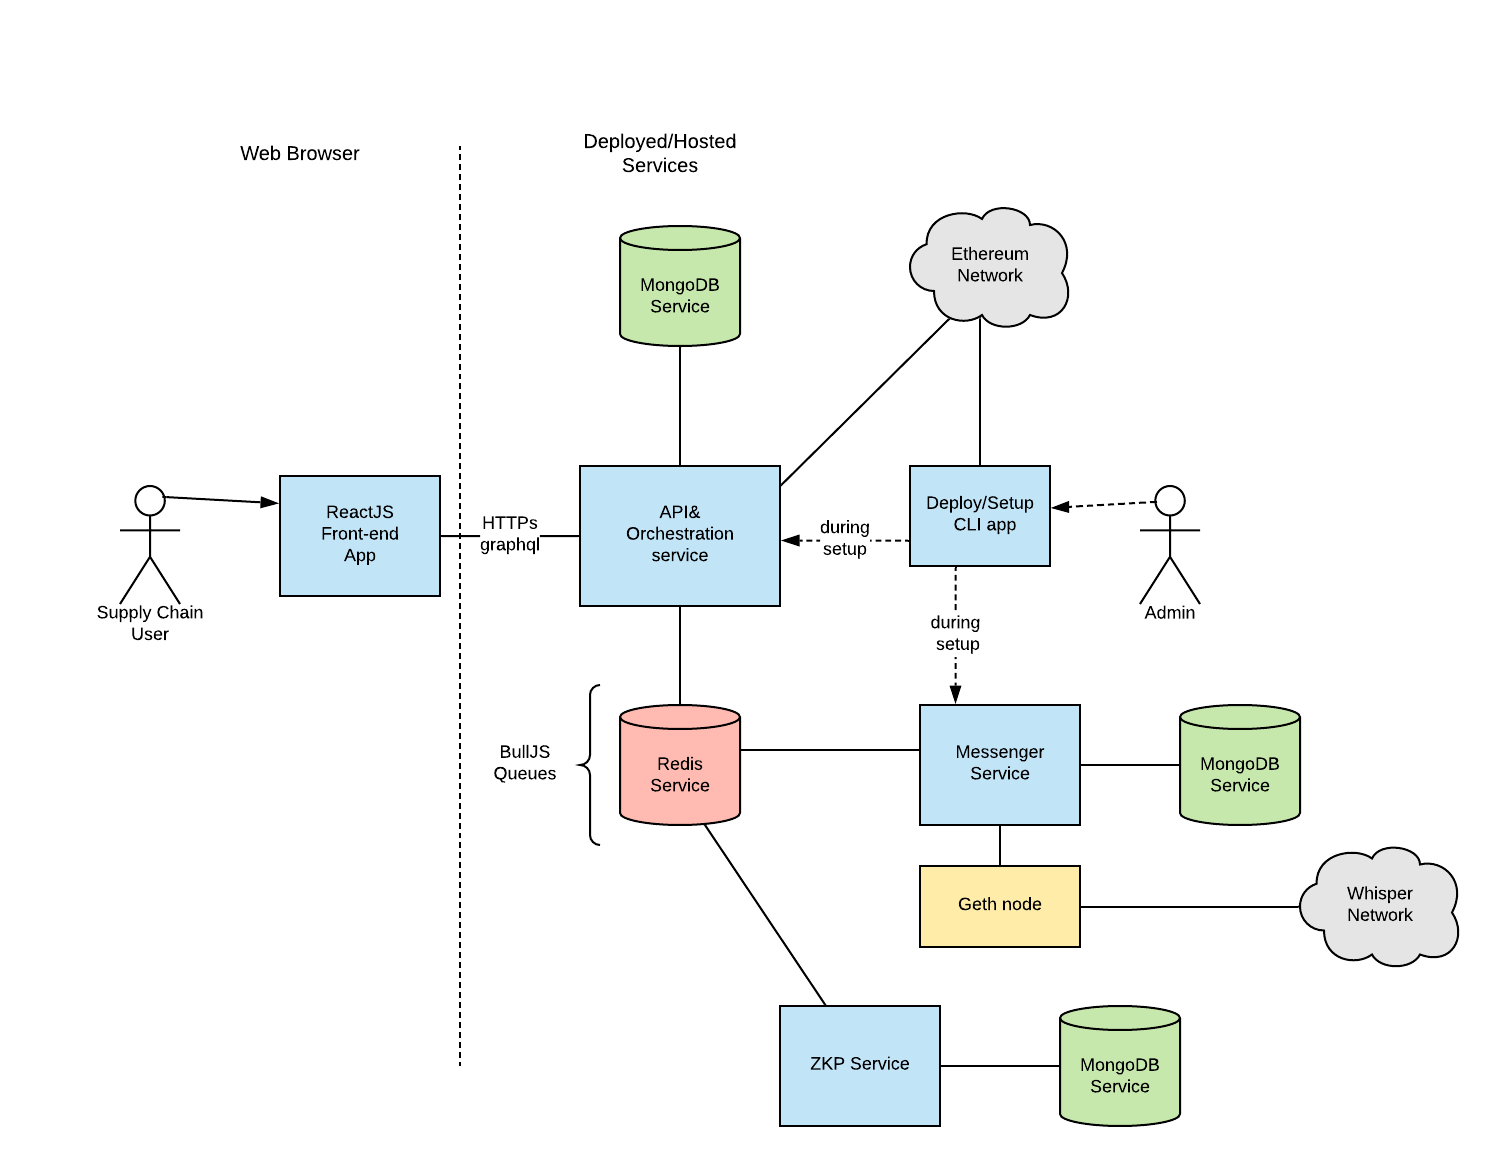 Web Browser
Deployed/Hosted
Services
MongoDB
Service
Ethereum
Network
ReactJS
Front-end
App
HTTPs
graphql
API&
Orchestration
service
during
setup
Deploy/Setup
CLI app
Supply Chain
User
Admin
during
setup
BullJS
Queues
Redis
Service
Messenger
Service
MongoDB
Service
Geth node
Whisper
Network
ZKP Service
MongoDB
Service